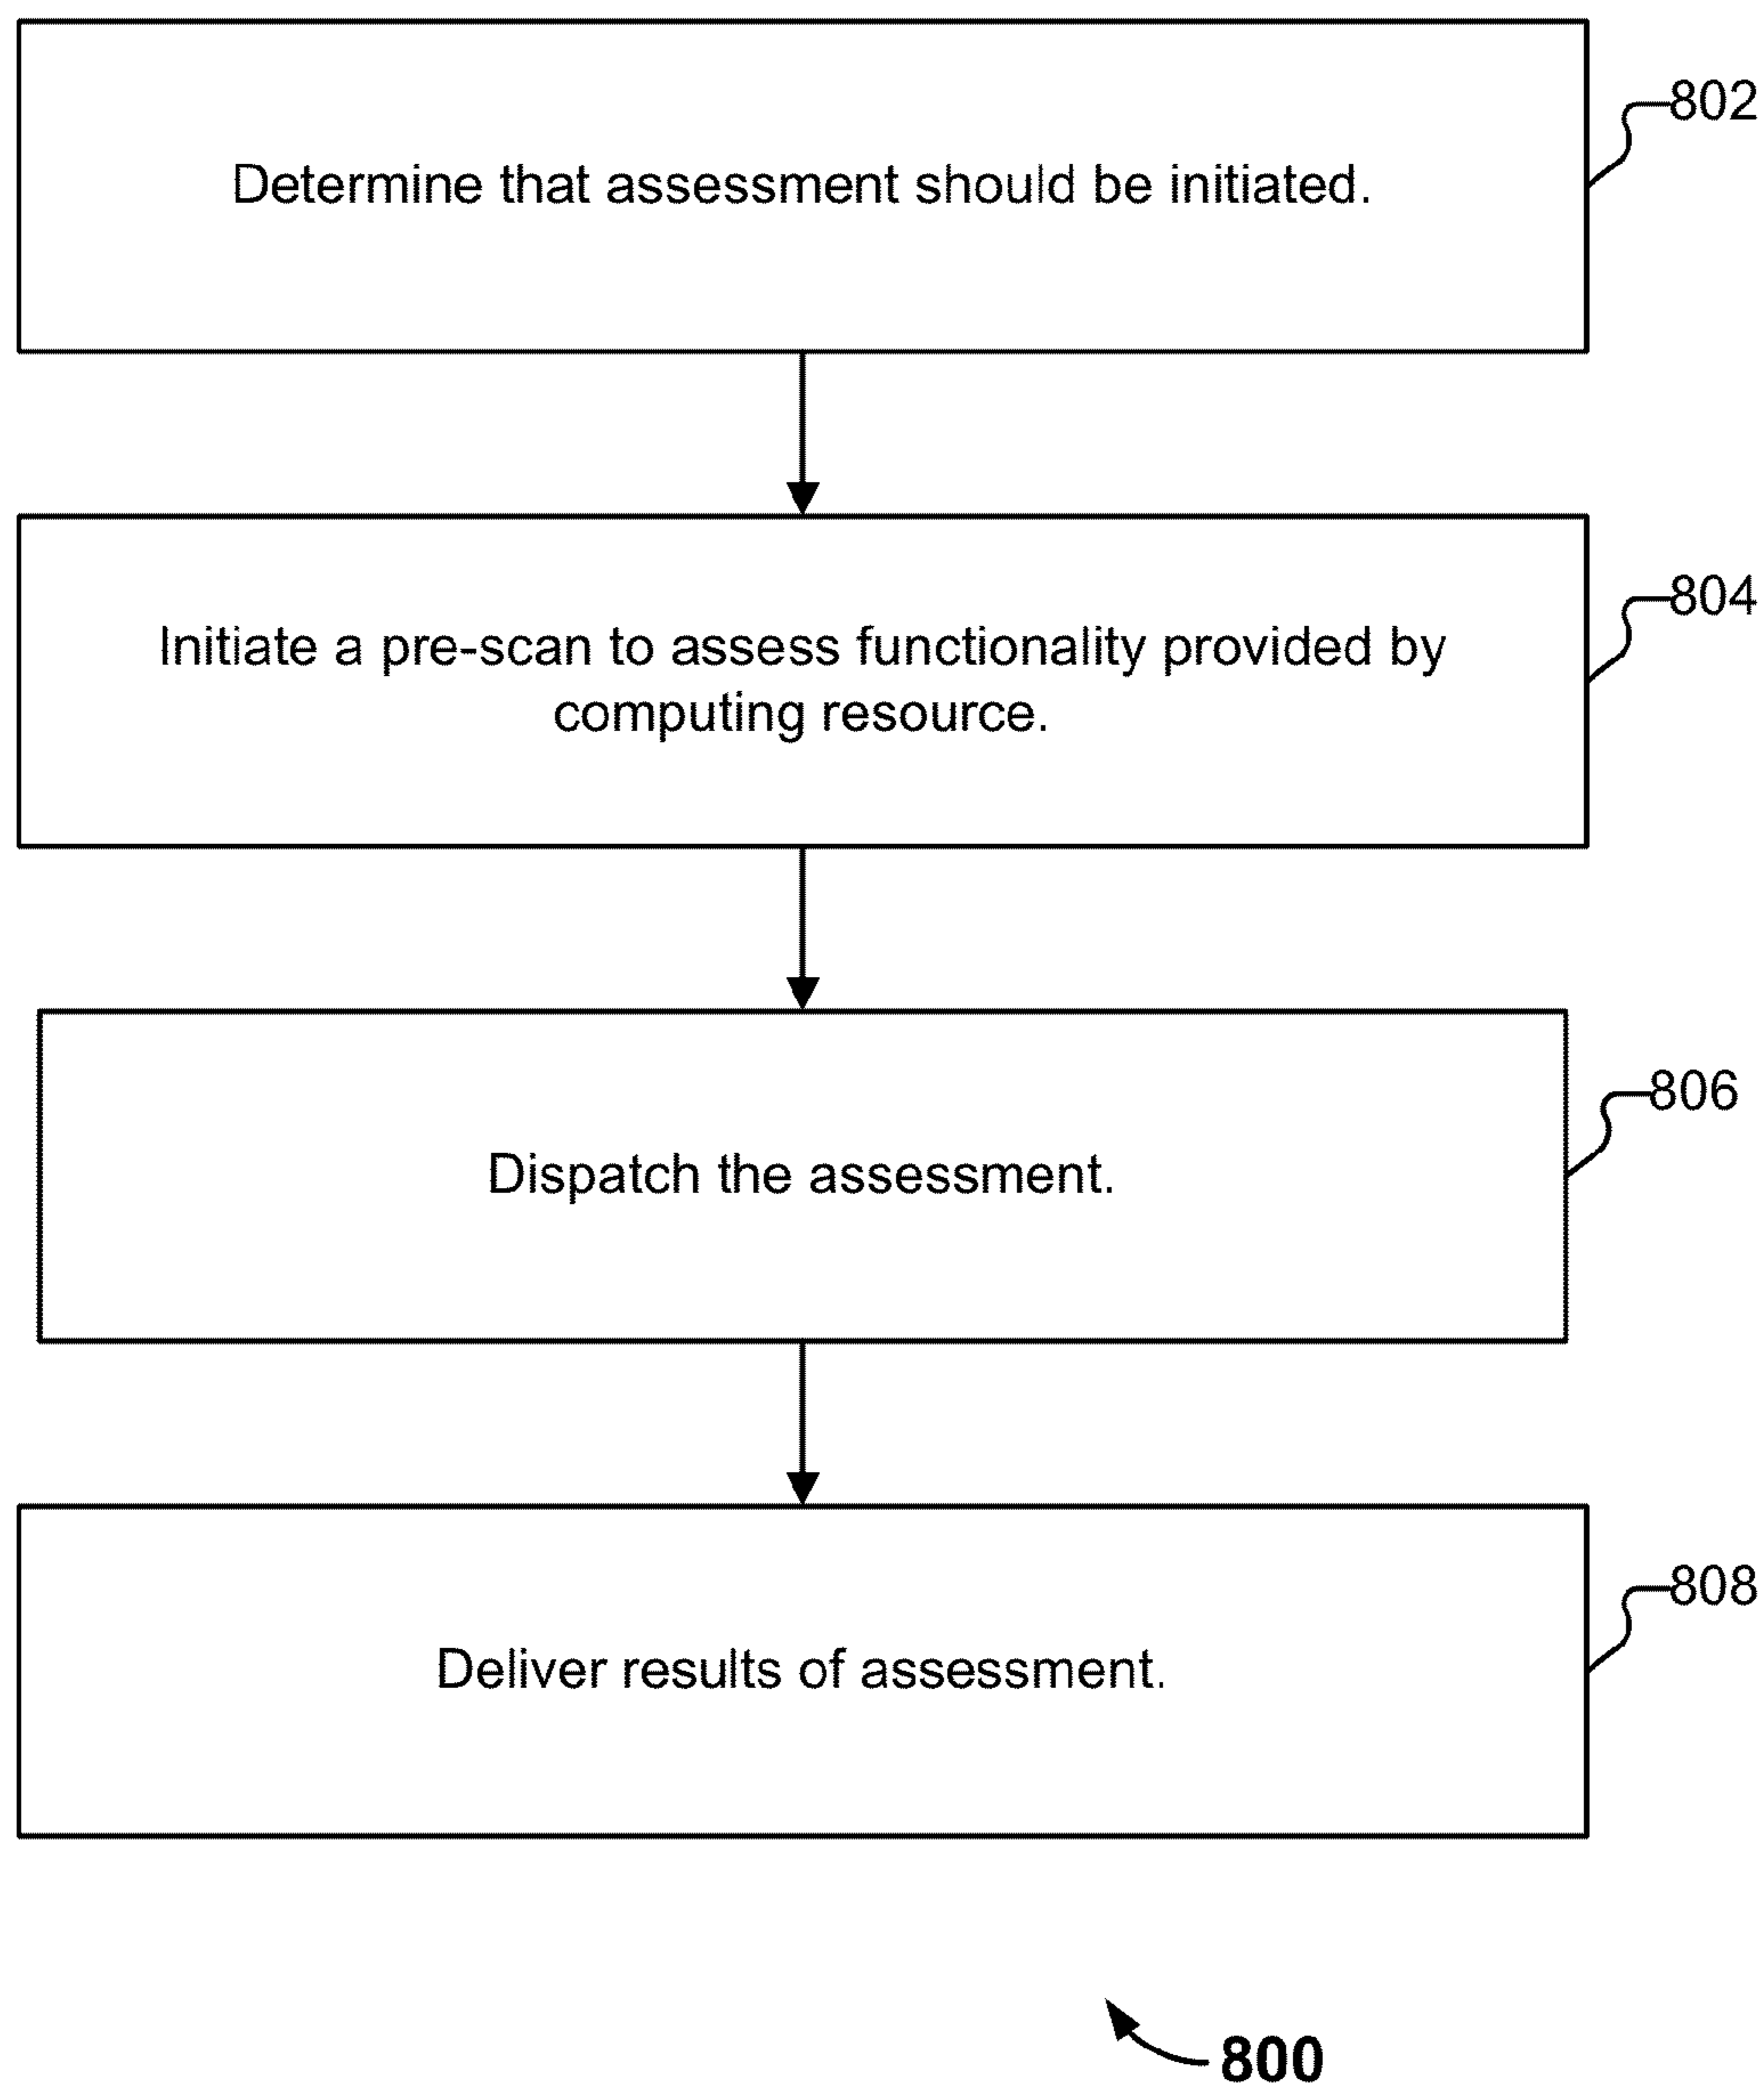 Determine that assessment should be initiated.
802
Initiate a pre-scan to assess functionality provided by
computing resource.
804
Dispatch the assessment.
806
Deliver results of assessment.
808
800